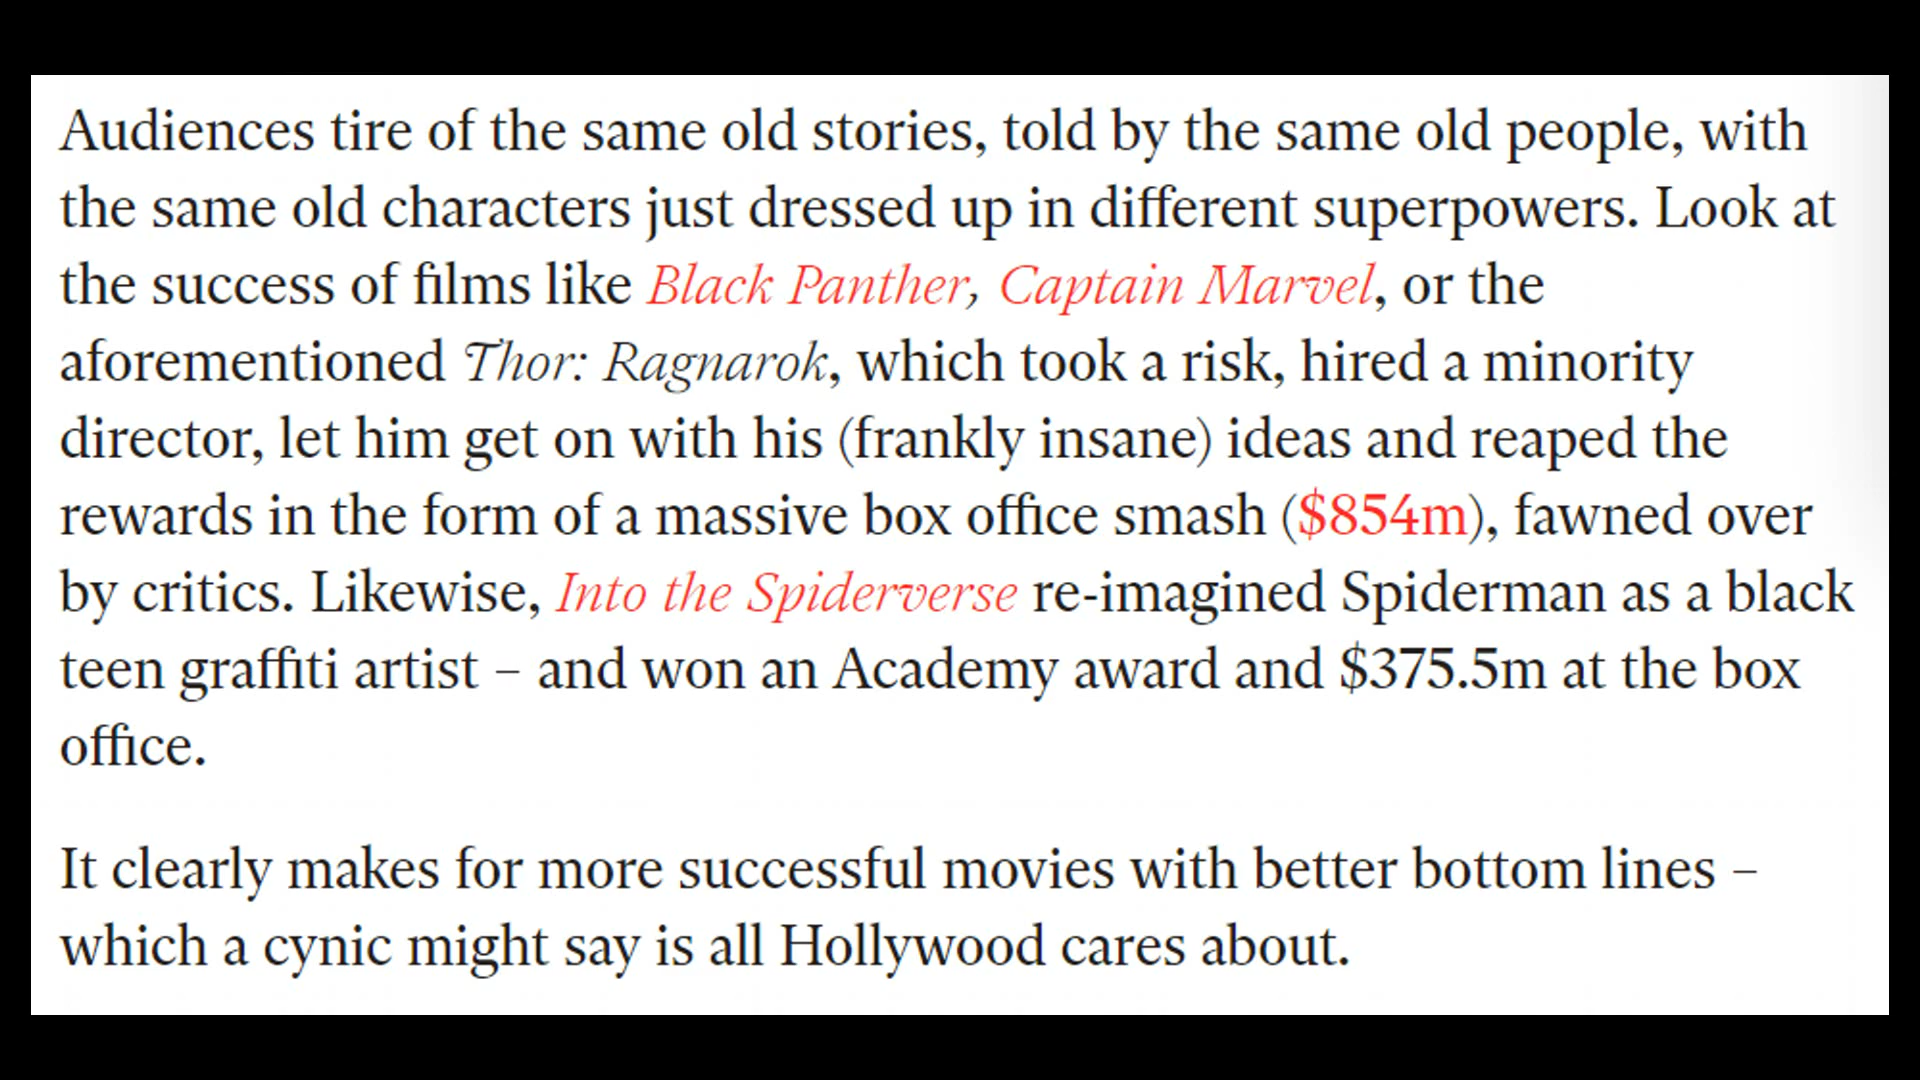 Audiences tire of the same old stories, told by the same old people, with
the same old characters just dressed up in different superpowers. Look at
the success of films like Black Panther, Captain Marvel, or the
aforementioned Thor: Ragnarok, which took a risk, hired a minority
director, let him get on with his (frankly insane) ideas and reaped the
rewards in the form of a massive box office smash ($854m), fawned over
by critics. Likewise, Into the Spiderverse re-imagined Spiderman as a black
teen graffiti artist – and won an Academy award and $375.5m at the box
office.
It clearly makes for more successful movies with better bottom lines –
which a cynic might say is all Hollywood cares about.